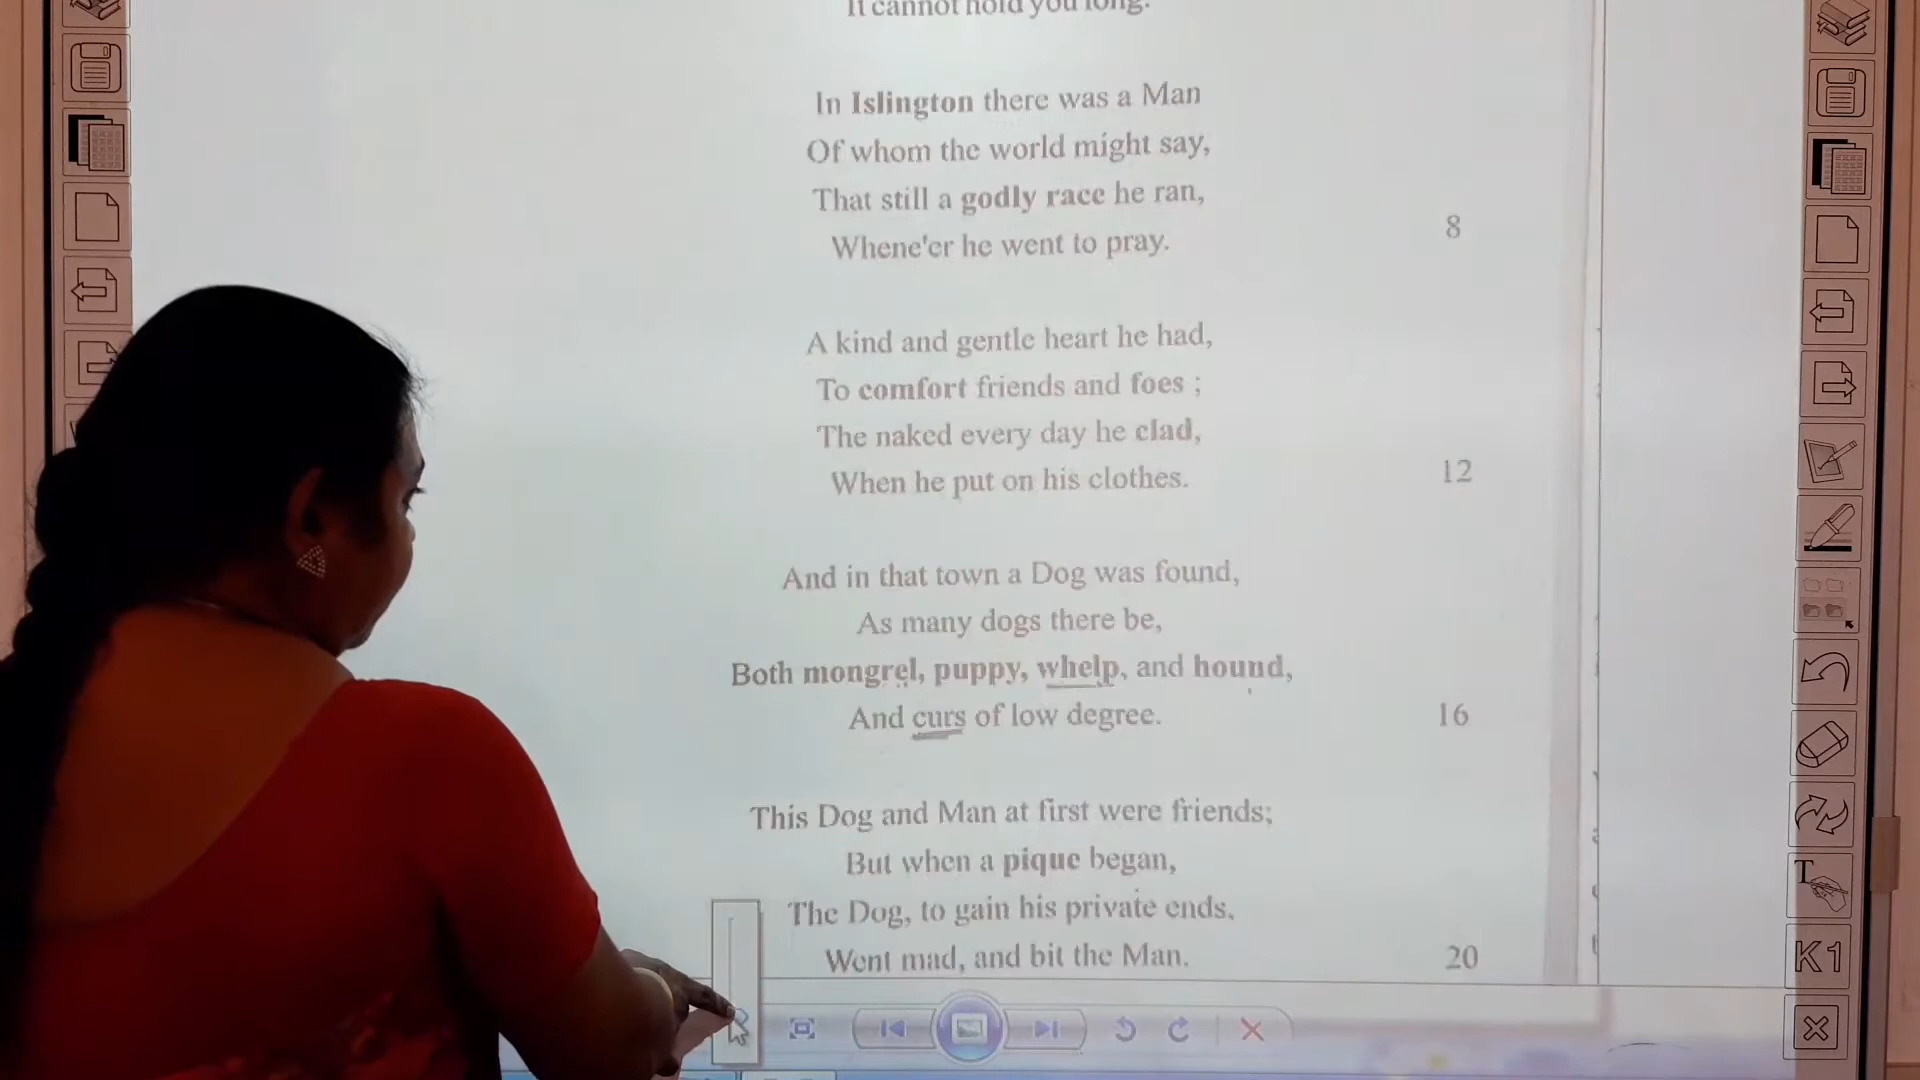 It cannot hold you long.
In Islington there was a Man
Of whom the world might say,
That still a godly race he ran,
Whene'er he went to pray.
8
A kind and gentle heart he had,
To comfort friends and foes ;
The naked every day he clad,
When he put on his clothes.
12
And in that town a Dog was found,
As many dogs there be,
Both mongrel, puppy, whelp, and hound,
And curs of low degree.
16
This Dog and Man at first were friends;
But when a pique began,
The Dog, to gain his private ends,
Went mad, and bit the Man.
20
T
K1